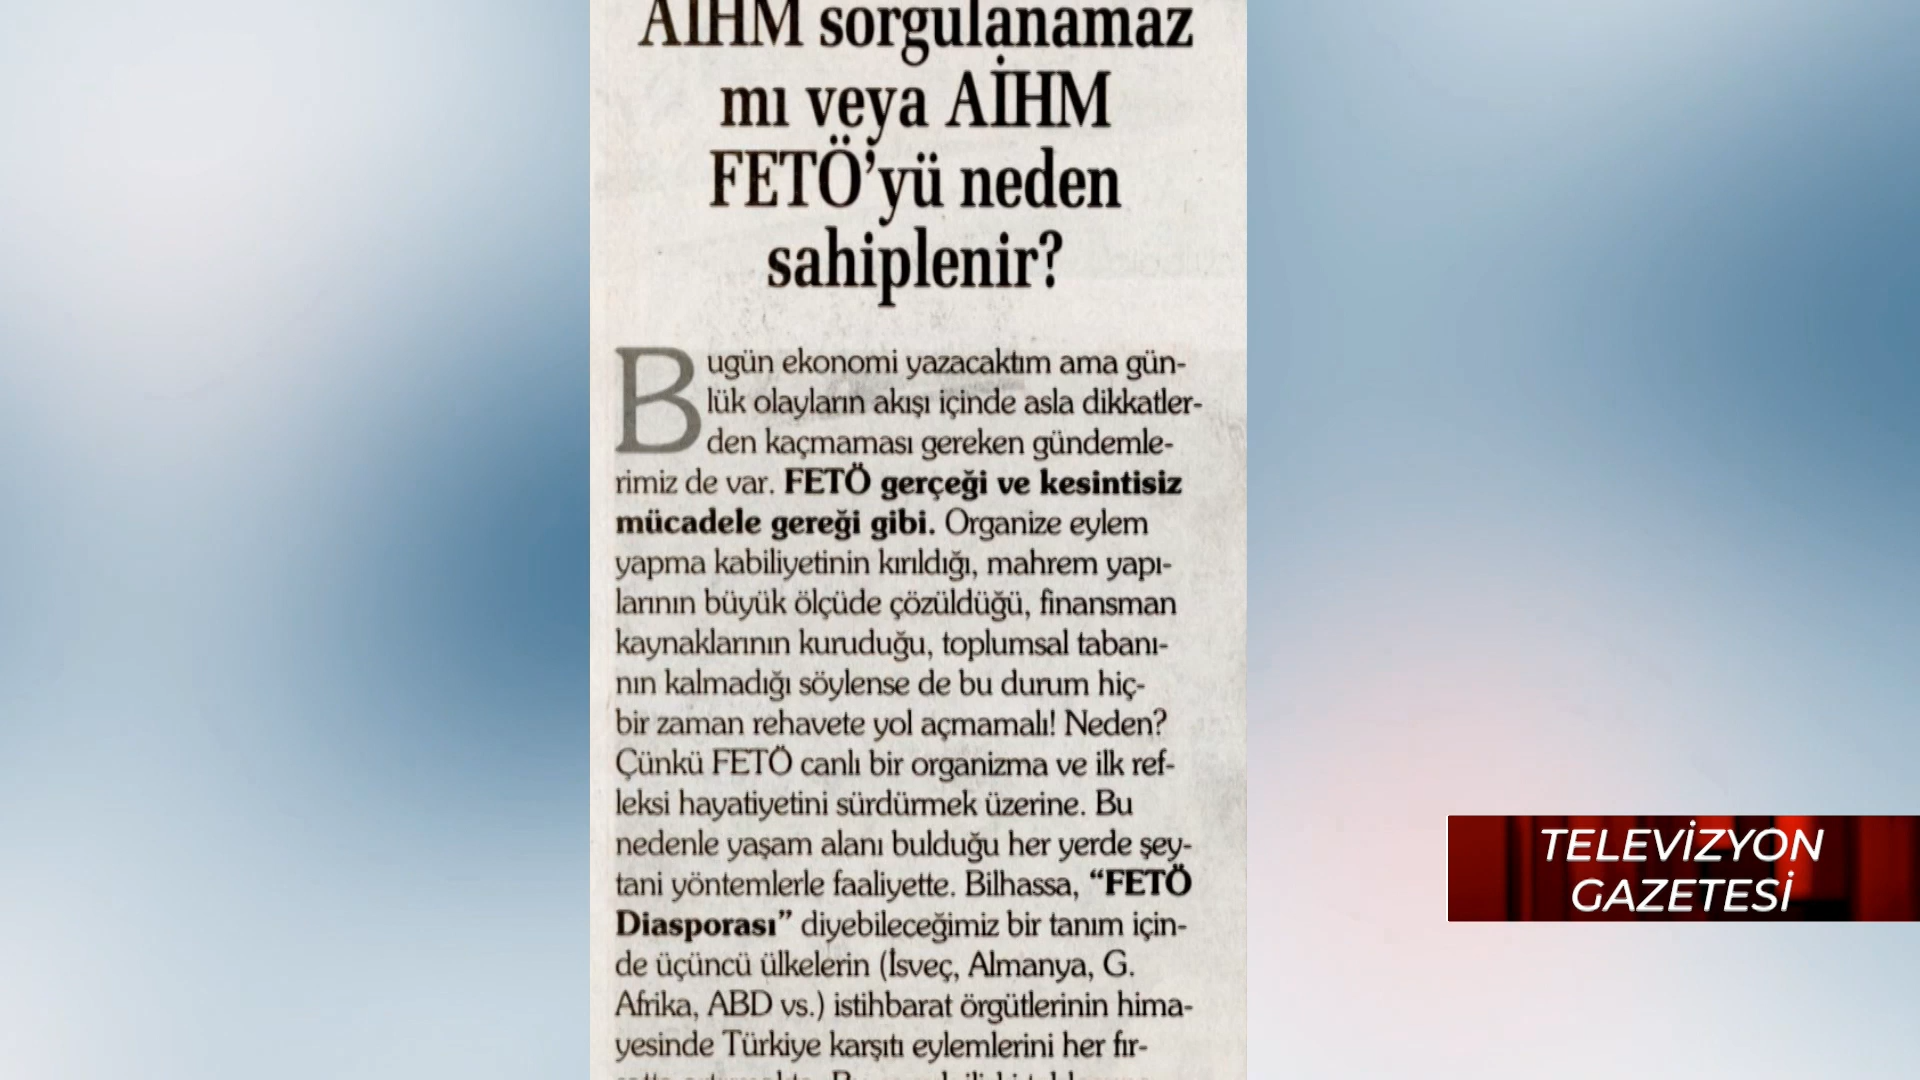 AİHM sorgulanamaz
mı veya AİHM
FETÖ’yü neden
sahiplenir?
Bugün ekonomi yazacaktım ama gün-
lük olayların akışı içinde asla dikkatler-
den kaçmaması gereken gündemle-
rimiz de var. FETÖ gerçeği ve kesintisiz
mücadele gereği gibi. Organize eylem
yapma kabiliyetinin kırıldığı, mahrem yapı-
larının büyük ölçüde çözüldüğü, finansman
kaynaklarının kuruduğu, toplumsal tabanı-
nın kalmadığı söylense de bu durum hiç-
bir zaman rehavete yol açmamalı! Neden?
Çünkü FETÖ canlı bir organizma ve ilk ref-
leksi hayatiyetini sürdürmek üzerine. Bu
nedenle yaşam alanı bulduğu her yerde şey-
tani yöntemlerle faaliyette. Bilhassa, “FETÖ
Diasporası” diyebileceğimiz bir tanım için-
de üçüncü ülkelerin (İsveç, Almanya, G.
Afrika, ABD vs.) istihbarat örgütlerinin hima-
yesinde Türkiye karşıtı eylemlerini her fır-
TELEVİZYON
GAZETESİ